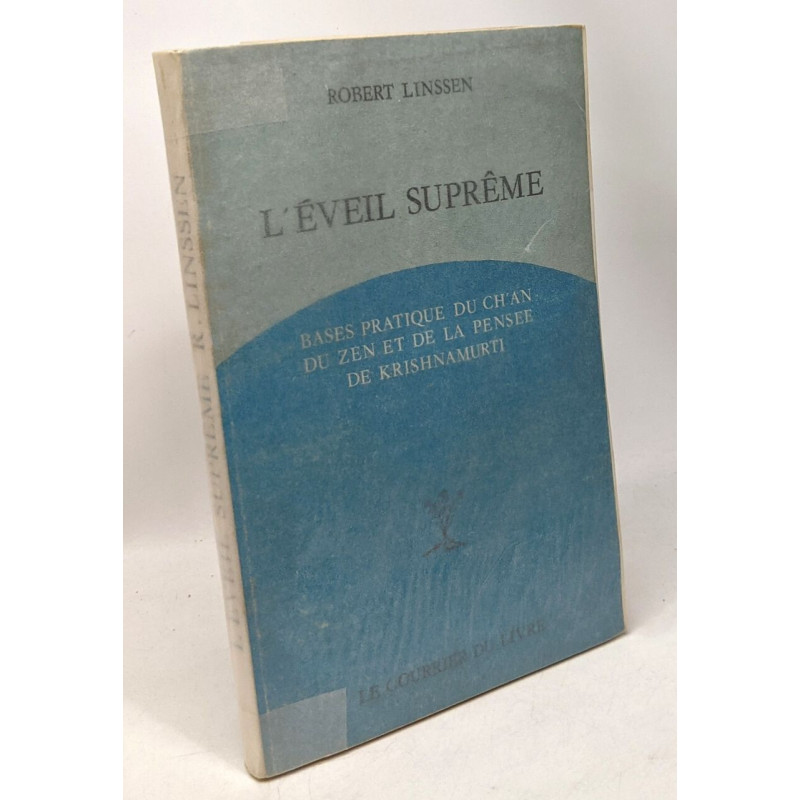 ROBERT LINSSEN
L'ÉVEIL SUPRÊME
BASES PRATIQUE DU CH'AN
DU ZEN ET DE LA PENSEE
DE KRISHNAMURTI
LE COURRIER DU LIVRE
L'ÉVEIL SUPRÊME R. LINSSEN